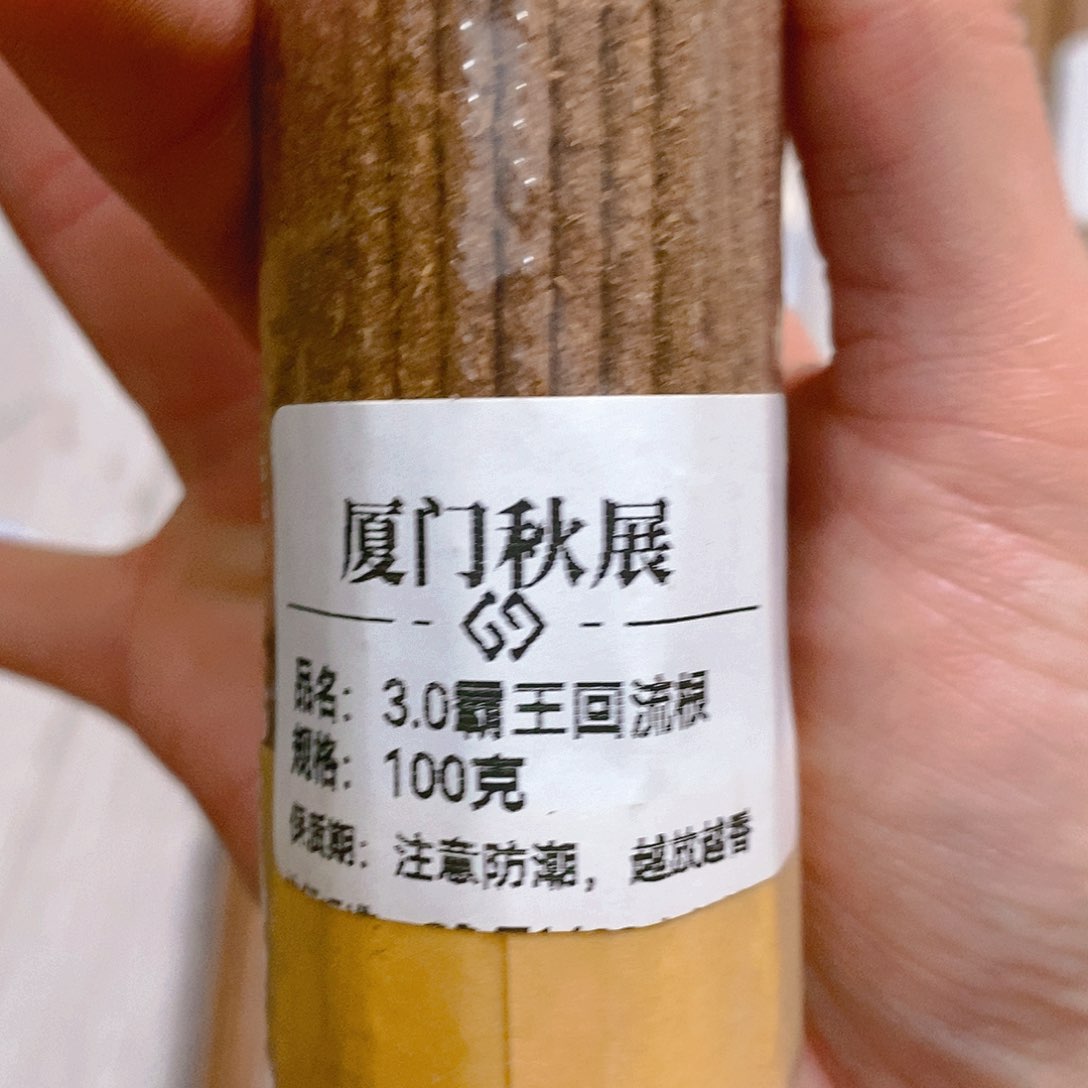 厦门秋展
品名：3.0霸王回流棍
规格：100克
保质期：注意防潮，越放越香